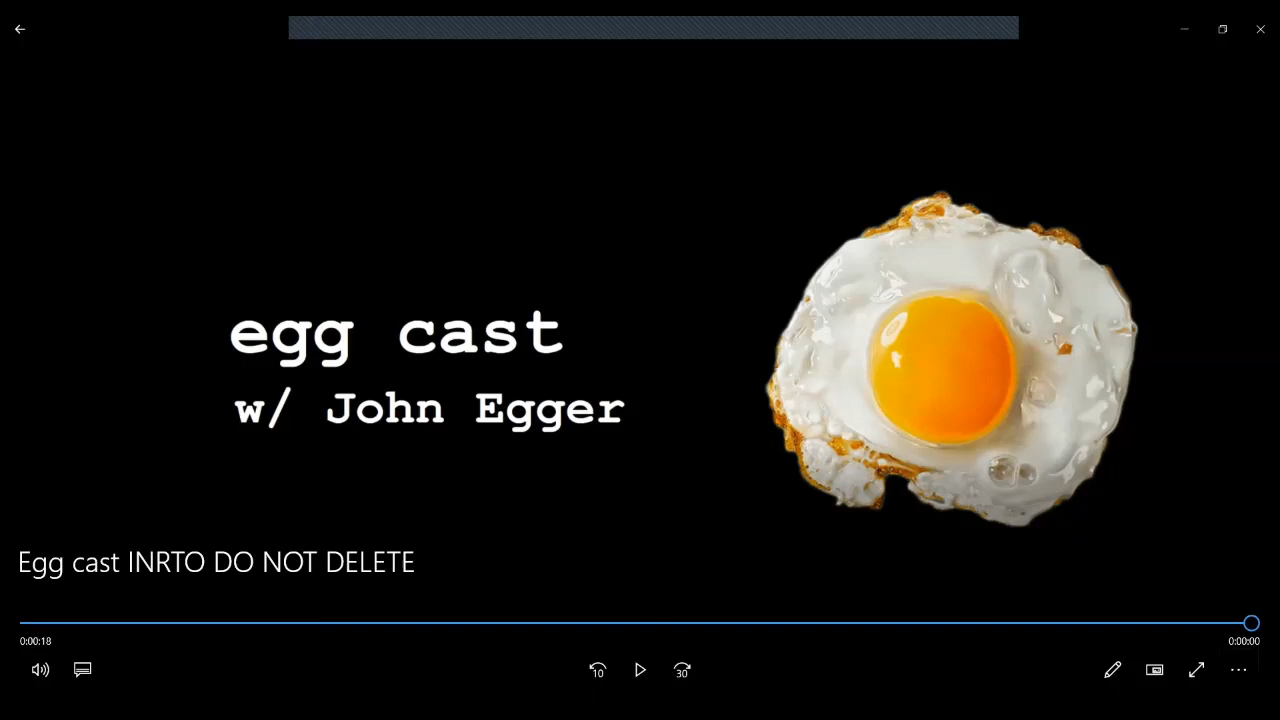 egg cast
w/ John Egger
Egg cast INRTO DO NOT DELETE
0:00:18
0:00:00
10
30